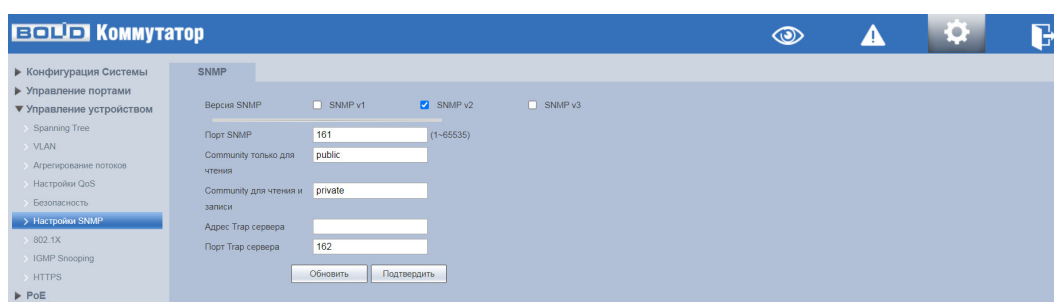 BOLID Коммутатор
Конфигурация Системы
Управление портами
Управление устройством
Spanning Tree
VLAN
Агрегирование потоков
Настройки QoS
Безопасность
Настройки SNMP
802.1X
IGMP Snooping
HTTPS
PoE
SNMP
Версия SNMP SNMP v1 SNMP v2 SNMP v3
Порт SNMP 161 (1~65535)
Community только для
чтения
public
Community для чтения и
записи
private
Адрес Trap сервера
Порт Trap сервера 162
Обновить Подтвердить